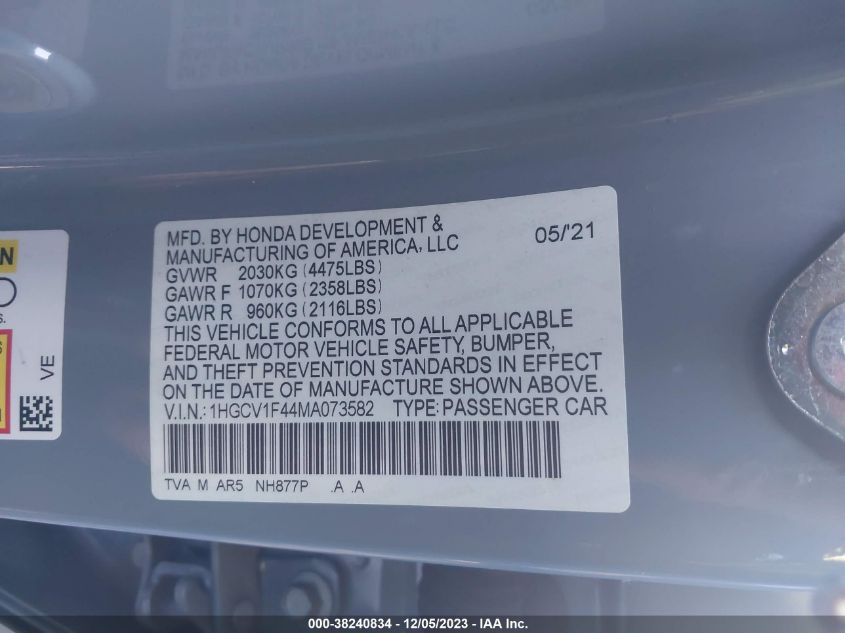 MFD. BY HONDA DEVELOPMENT &
MANUFACTURING OF AMERICA, LLC 05/'21
GVWR 2030KG (4475LBS)
GAWR F 1070KG (2358LBS)
GAWR R 960KG (2116LBS)
THIS VEHICLE CONFORMS TO ALL APPLICABLE
FEDERAL MOTOR VEHICLE SAFETY, BUMPER,
AND THEFT PREVENTION STANDARDS IN EFFECT
ON THE DATE OF MANUFACTURE SHOWN ABOVE.
V.I.N.: 1HGCV1F44MA073582 TYPE: PASSENGER CAR
TVA M AR5 NH877P .A .A
VE
000-38240834 - 12/05/2023 - IAA Inc.